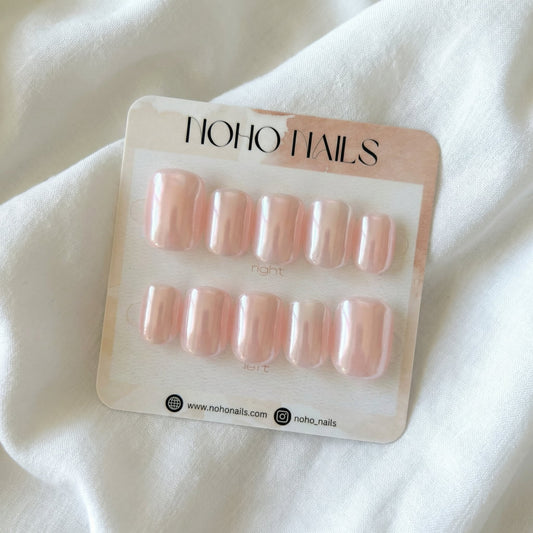 NOHO NAILS
right
left
www.nohonails.com noho_nails